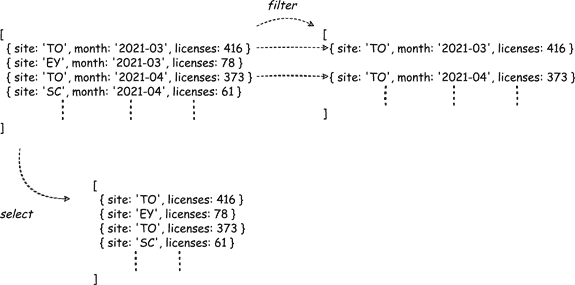 filter
[
{ site: 'TO', month: '2021-03', licenses: 416 }
{ site: 'EY', month: '2021-03', licenses: 78 }
{ site: 'TO', month: '2021-04', licenses: 373 }
{ site: 'SC', month: '2021-04', licenses: 61 }
]
[
{ site: 'TO', month: '2021-03', licenses: 416 }
{ site: 'TO', month: '2021-04', licenses: 373 }
]
select
[
{ site: 'TO', licenses: 416 }
{ site: 'EY', licenses: 78 }
{ site: 'TO', licenses: 373 }
{ site: 'SC', licenses: 61 }
]